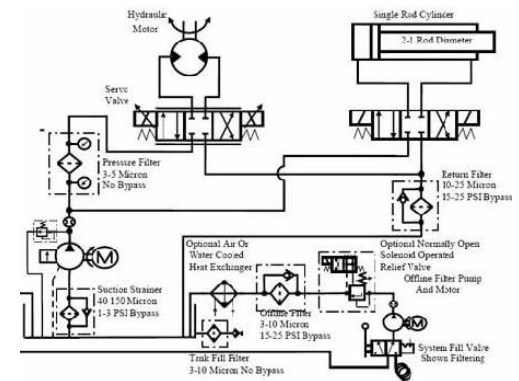 Hydraulic
Motor
Single Rod Cylinder
2-1 Rod Diameter
Servo
Valve
Pressure Filter
3-5 Micron
No Bypass
Return Filter
10-25 Micron
15-25 PSI Bypass
Optional Air Or
Water Cooled
Heat Exchanger
Optional Normally Open
Solenoid Operated
Relief Valve
Offline Filter Pump
And Motor
M
Suction Strainer
40 150 Micron
1-3 PSI Bypass
Offline Filter
3-10 Micron
15-25 PSI Bypass
M
Tank Fill Filter
3-10 Micron No Bypass
System Fill Valve
Shown Filtering